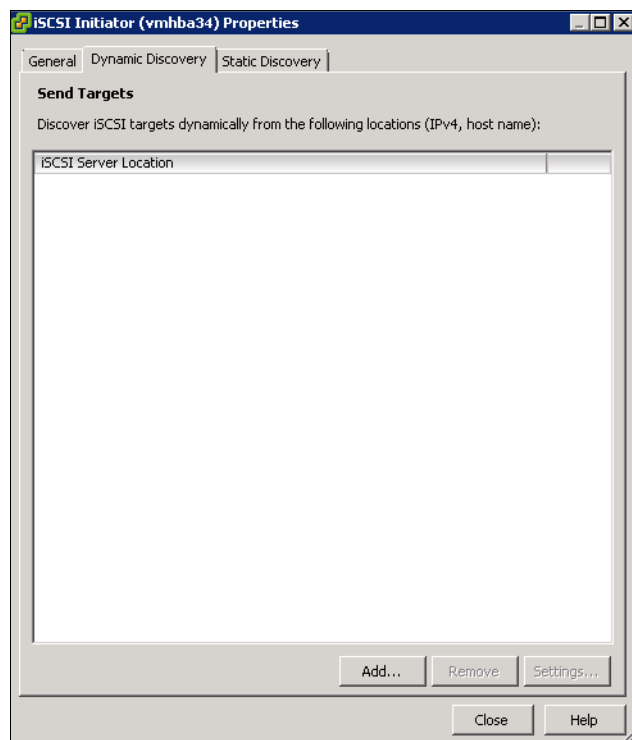 iSCSI Initiator (vmhba34) Properties
General Dynamic Discovery Static Discovery
Send Targets
Discover iSCSI targets dynamically from the following locations (IPv4, host name):
iSCSI Server Location
Add... Remove Settings...
Close Help